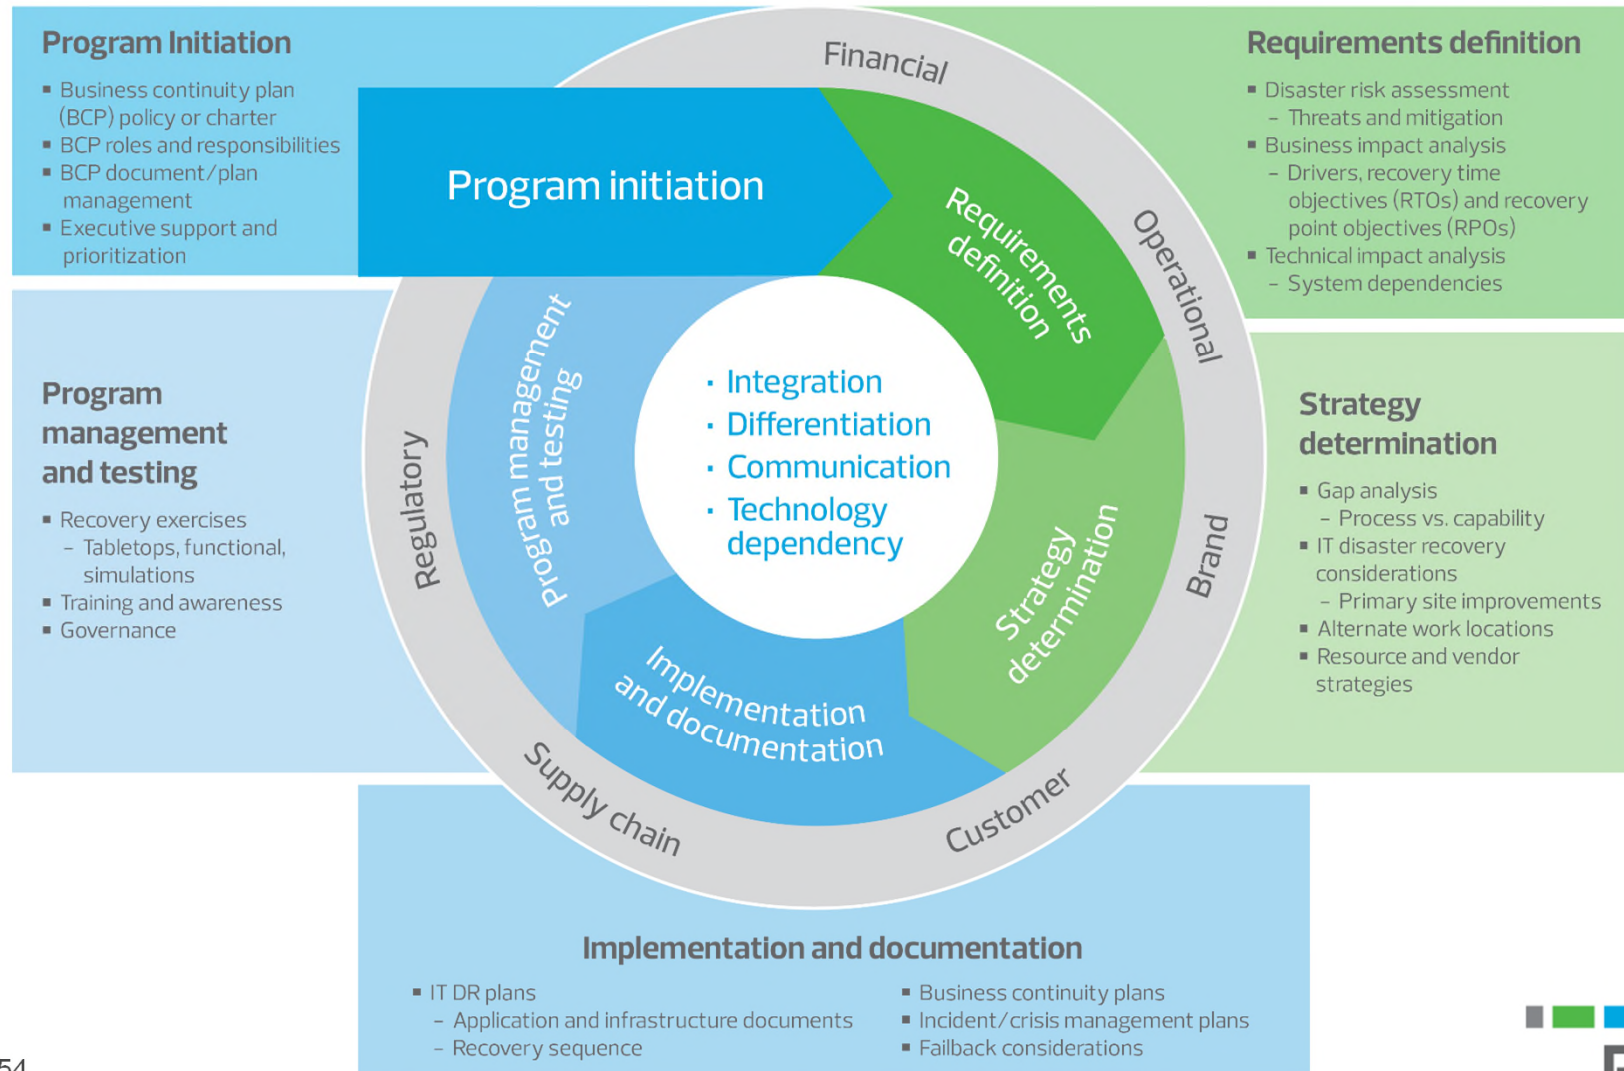 Program Initiation
▪ Business continuity plan
(BCP) policy or charter
▪ BCP roles and responsibilities
▪ BCP document/plan
management
▪ Executive support and
prioritization
Program
management
and testing
▪ Recovery exercises
– Tabletops, functional,
simulations
▪ Training and awareness
▪ Governance
Program initiation
Requirements
definition
Strategy
determination
Implementation
and documentation
Program management
and testing
· Integration
· Differentiation
· Communication
· Technology
dependency
Financial
Operational
Brand
Customer
Supply chain
Regulatory
Requirements definition
▪ Disaster risk assessment
– Threats and mitigation
▪ Business impact analysis
– Drivers, recovery time
objectives (RTOs) and recovery
point objectives (RPOs)
▪ Technical impact analysis
– System dependencies
Strategy
determination
▪ Gap analysis
– Process vs. capability
▪ IT disaster recovery
considerations
– Primary site improvements
▪ Alternate work locations
▪ Resource and vendor
strategies
Implementation and documentation
▪ IT DR plans
– Application and infrastructure documents
– Recovery sequence
▪ Business continuity plans
▪ Incident/crisis management plans
▪ Failback considerations
54